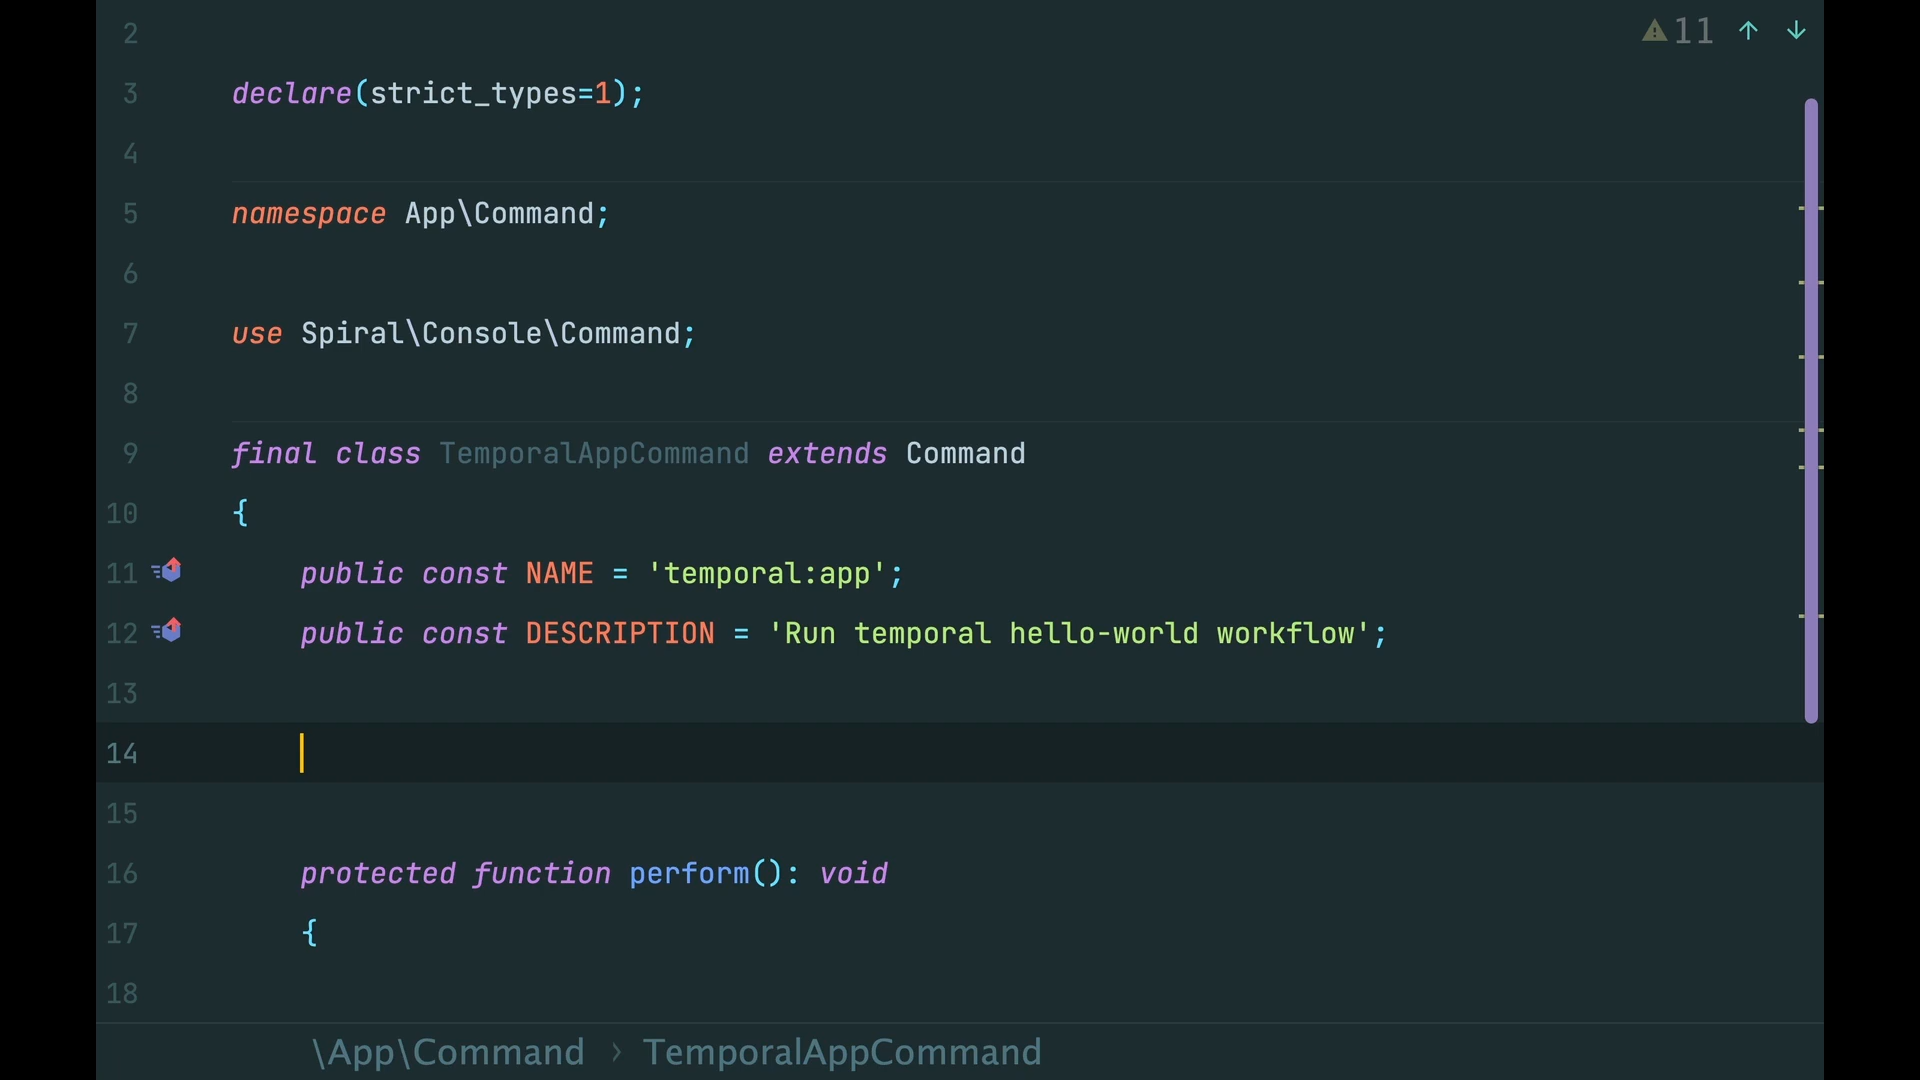 11
2
3 declare(strict_types=1);
4
5 namespace App\Command;
6
7 use Spiral\Console\Command;
8
9 final class TemporalAppCommand extends Command
10 {
11 public const NAME = 'temporal:app';
12 public const DESCRIPTION = 'Run temporal hello-world workflow';
13
14
15
16 protected function perform(): void
17 {
18
\App\Command › TemporalAppCommand